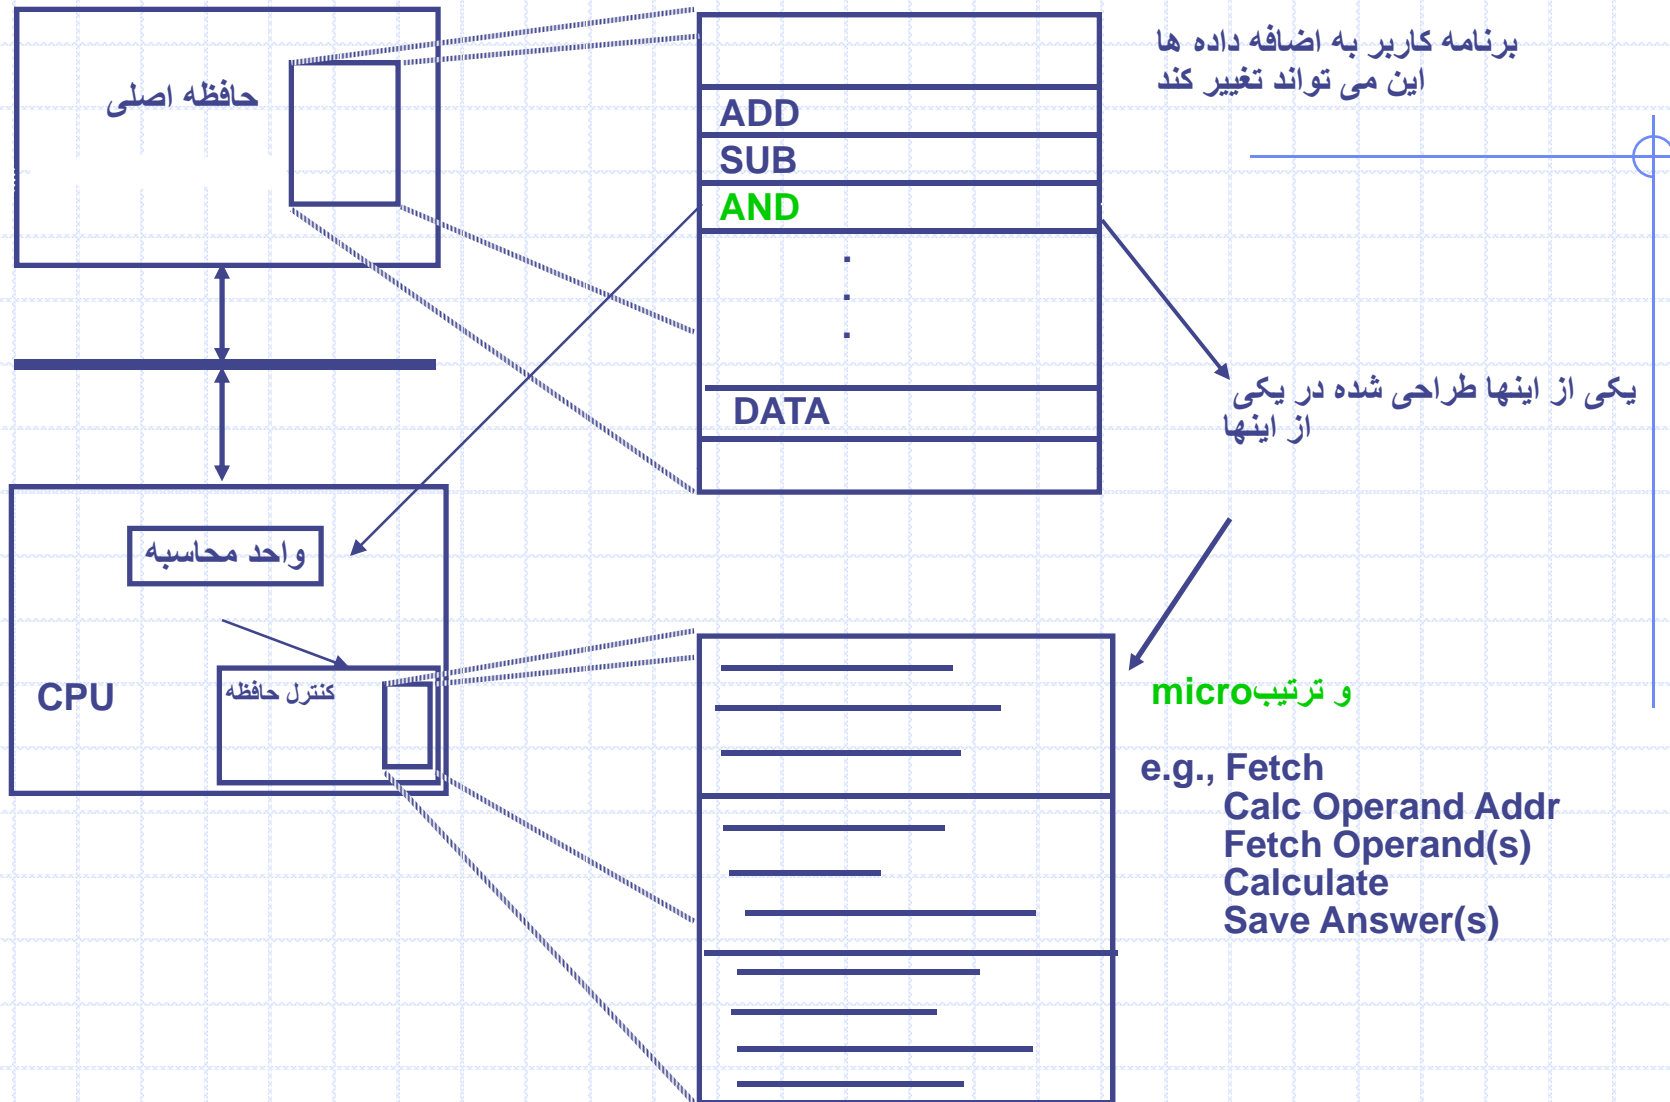 حافظه اصلی
ADD
SUB
AND
.
.
.
DATA
برنامه کاربر به اضافه داده ها
این می تواند تغییر کند
یکی از اینها طراحی شده در یکی
از اینها
واحد محاسبه
CPU
کنترل حافظه
و ترتیبmicro
e.g., Fetch
Calc Operand Addr
Fetch Operand(s)
Calculate
Save Answer(s)